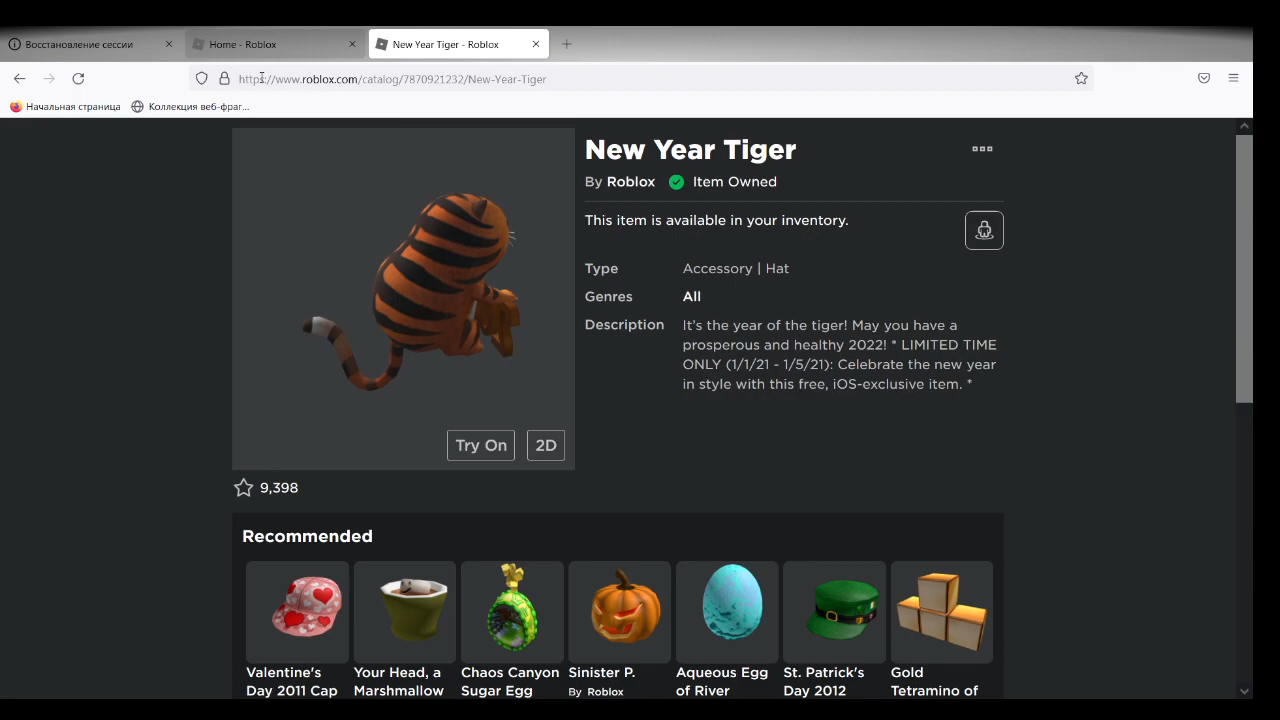 Восстановление сессии
Home - Roblox
New Year Tiger - Roblox
https://www.roblox.com/catalog/7870921232/New-Year-Tiger
Начальная страница
Коллекция веб-фраг...
New Year Tiger
By Roblox Item Owned
This item is available in your inventory.
Type Accessory | Hat
Genres All
Description It's the year of the tiger! May you have a
prosperous and healthy 2022! * LIMITED TIME
ONLY (1/1/21 - 1/5/21): Celebrate the new year
in style with this free, iOS-exclusive item. *
Try On 2D
9,398
Recommended
Valentine's
Day 2011 Cap
Your Head, a
Marshmallow
Chaos Canyon
Sugar Egg
Sinister P.
By Roblox
Aqueous Egg
of River
St. Patrick's
Day 2012
Gold
Tetramino of